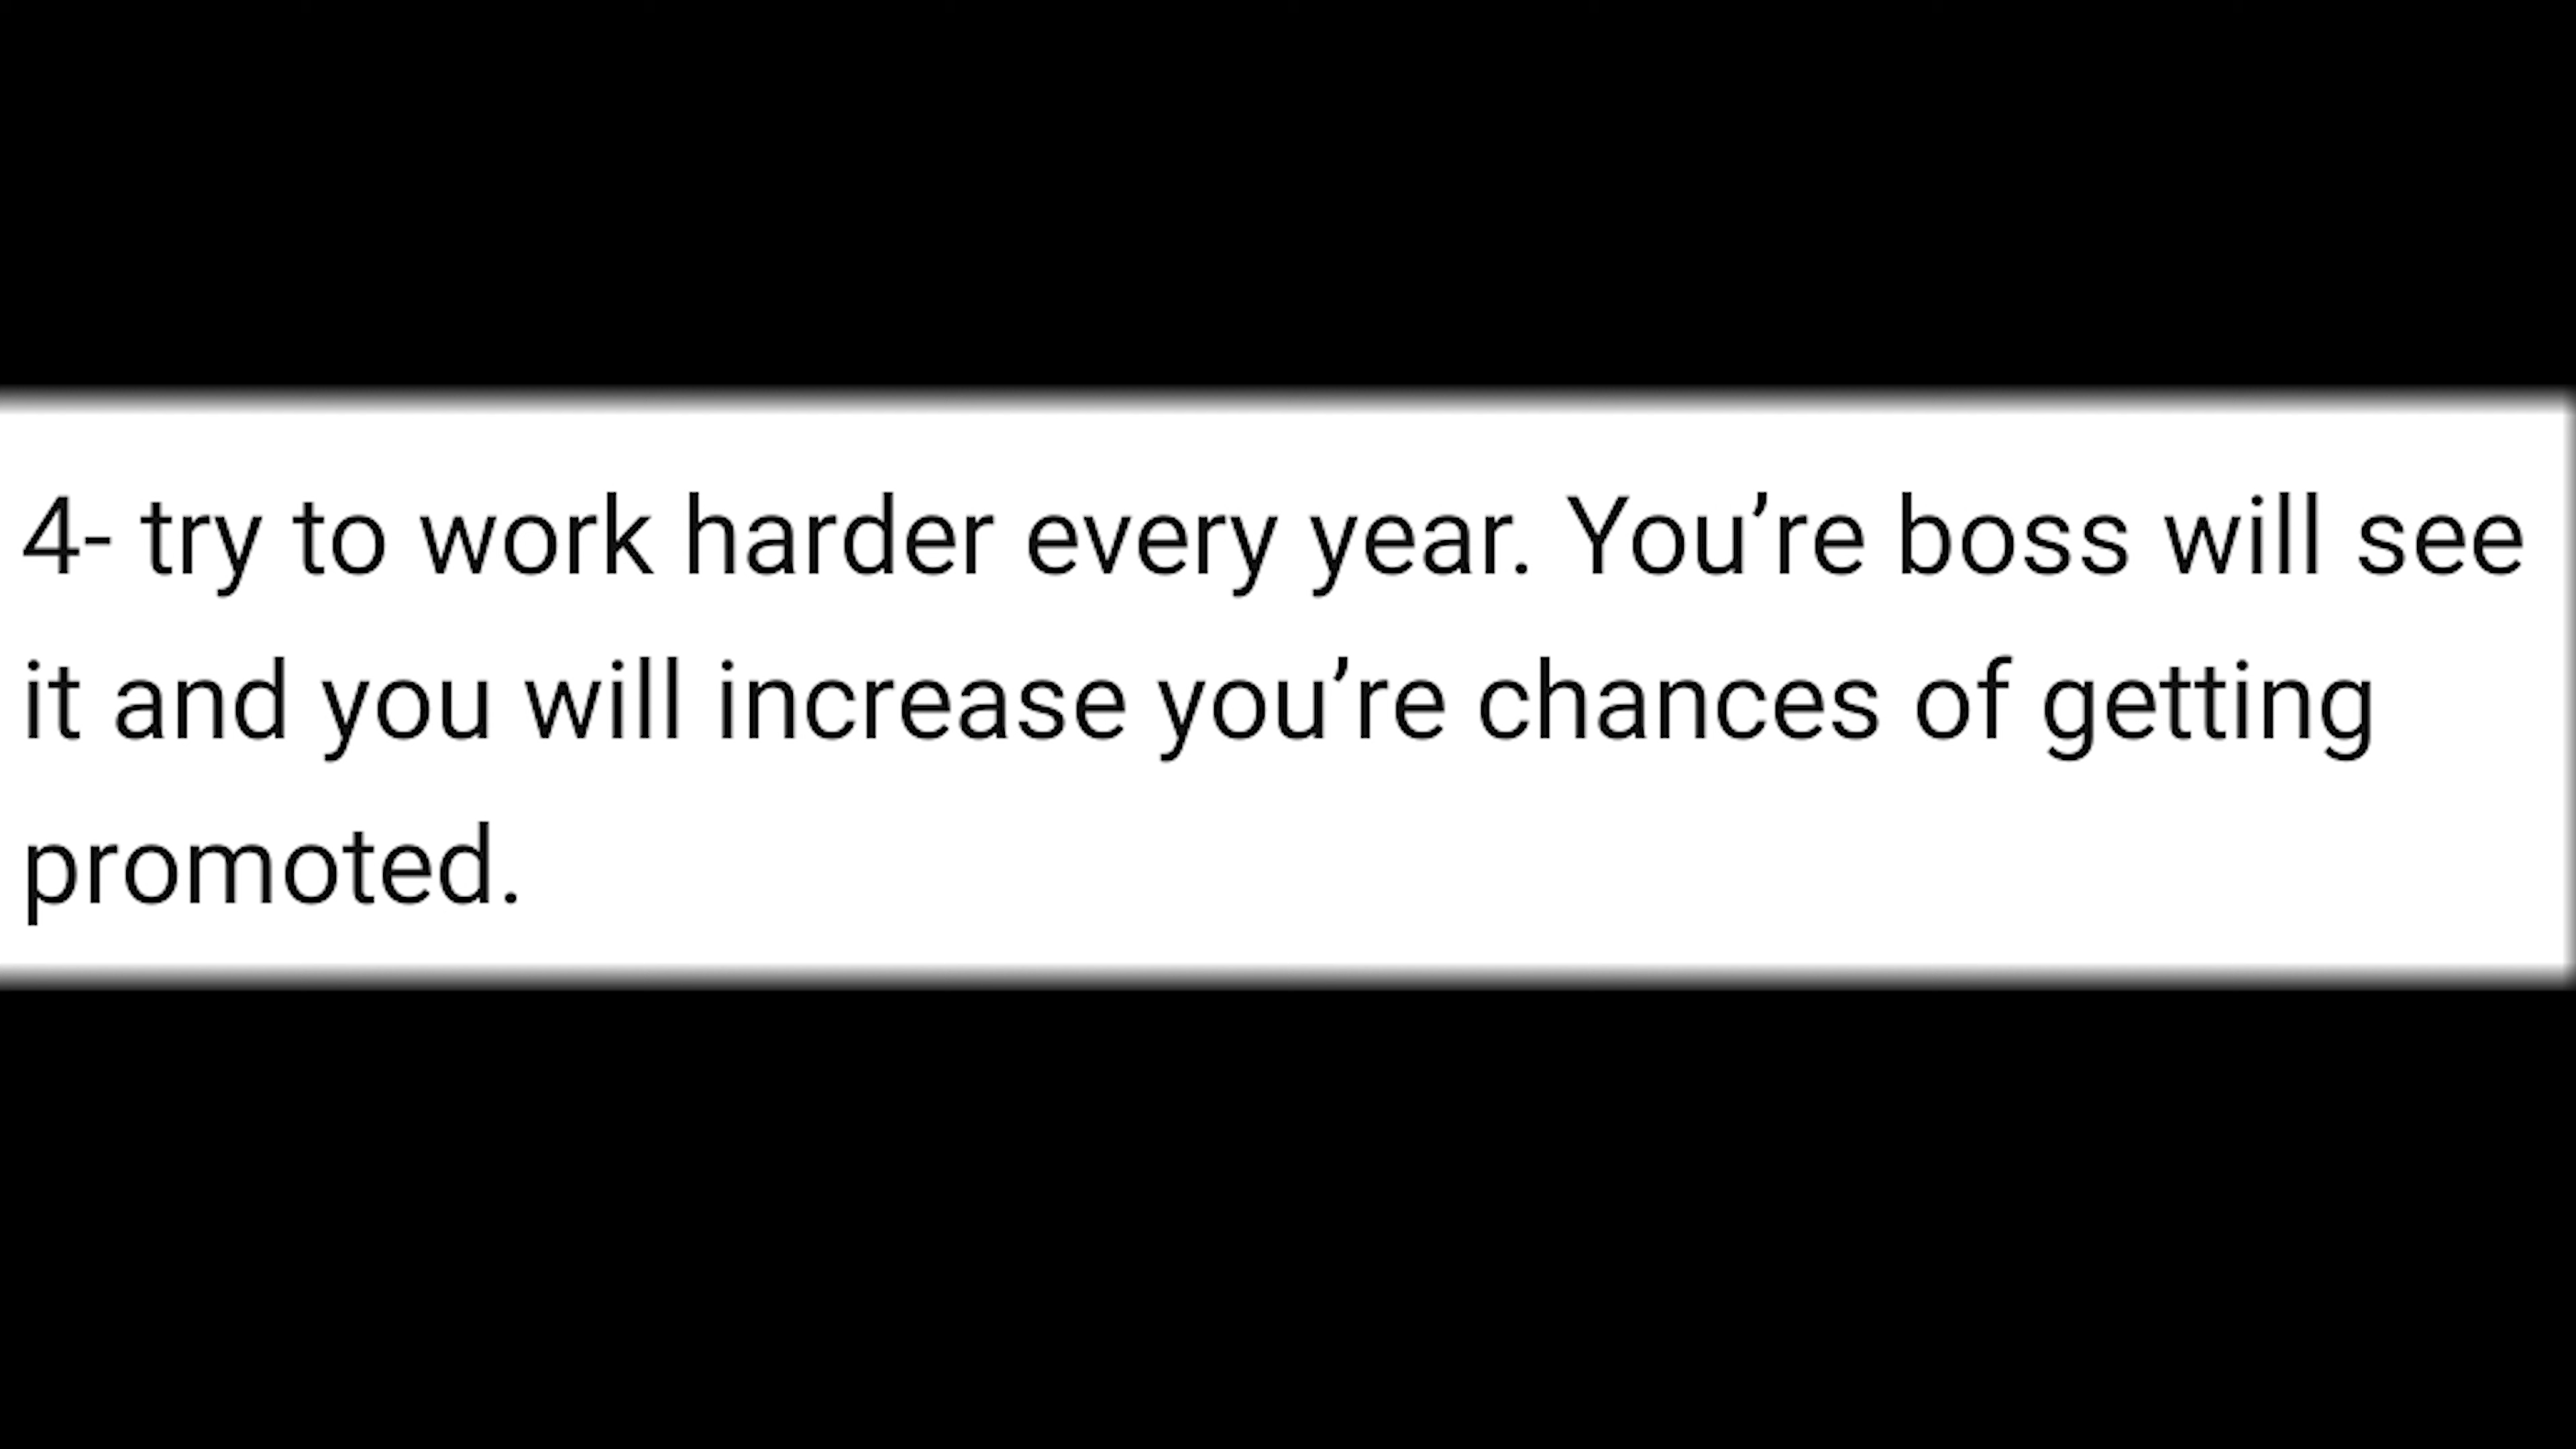 4- try to work harder every year. You’re boss will see
it and you will increase you’re chances of getting
promoted.